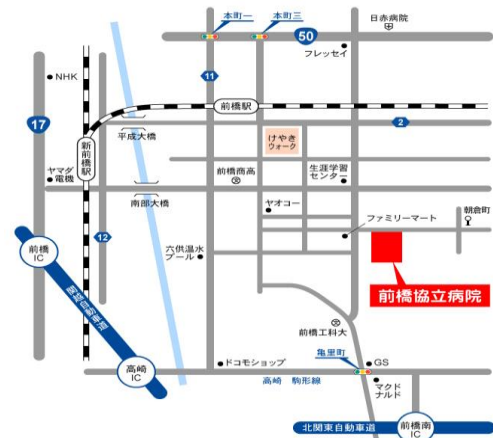 本町一
本町三
50
日赤病院
フレッセイ
NHK
11
17
前橋駅
2
新前橋駅
平成大橋
けやき
ウォーク
ヤマダ
電機
前橋商高
生涯学習
センター
南部大橋
ヤオコー
ファミリーマート
朝倉町
12
六供温水
プール
前橋
IC
関越自動車道
前橋協立病院
前橋工科大
亀里町
ドコモショップ
GS
高崎
IC
高崎 駒形線
マクド
ナルド
北関東自動車道
前橋南
IC